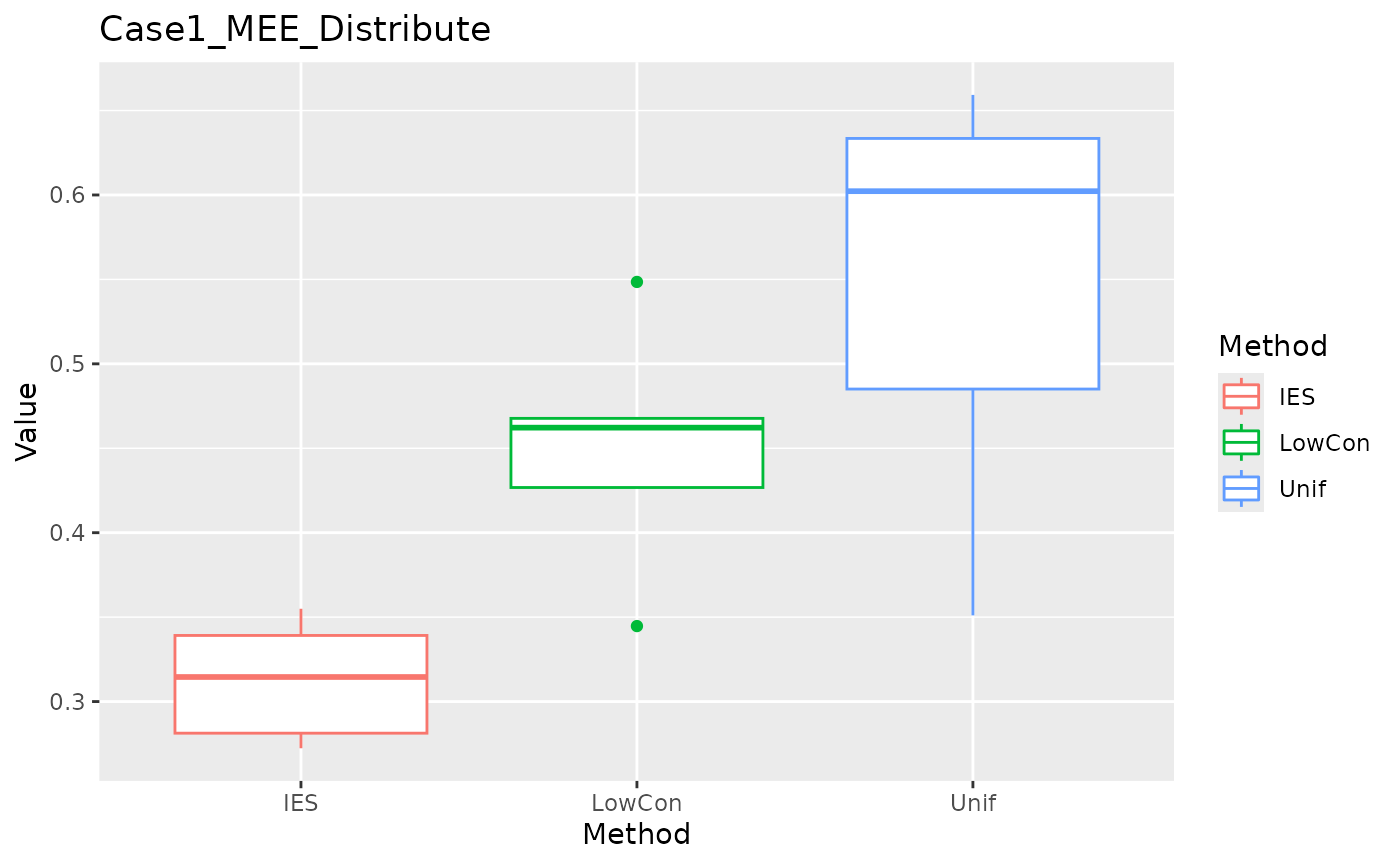 Case1_MEE_Distribute
Value
0.6
0.5
0.4
0.3
IES
LowCon
Unif
Method
Method
IES
LowCon
Unif